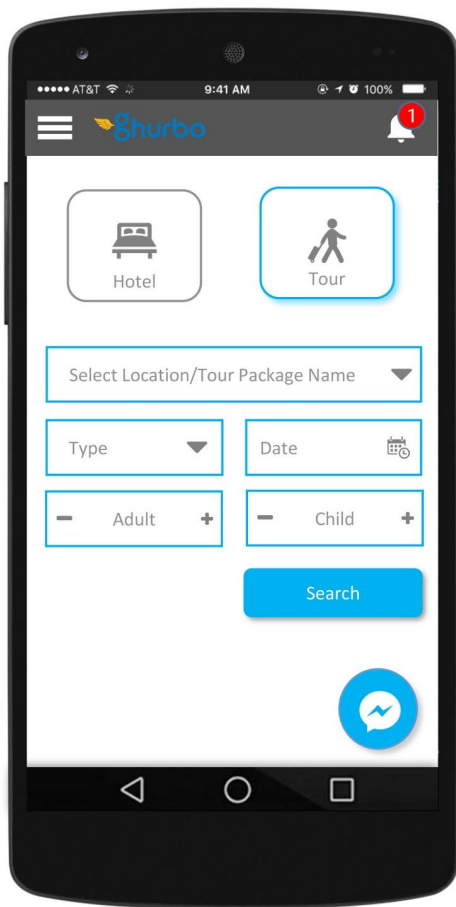 AT&T 9:41 AM 100%
ghurbo 1
Hotel Tour
Select Location/Tour Package Name
Type Date
Adult Child
Search